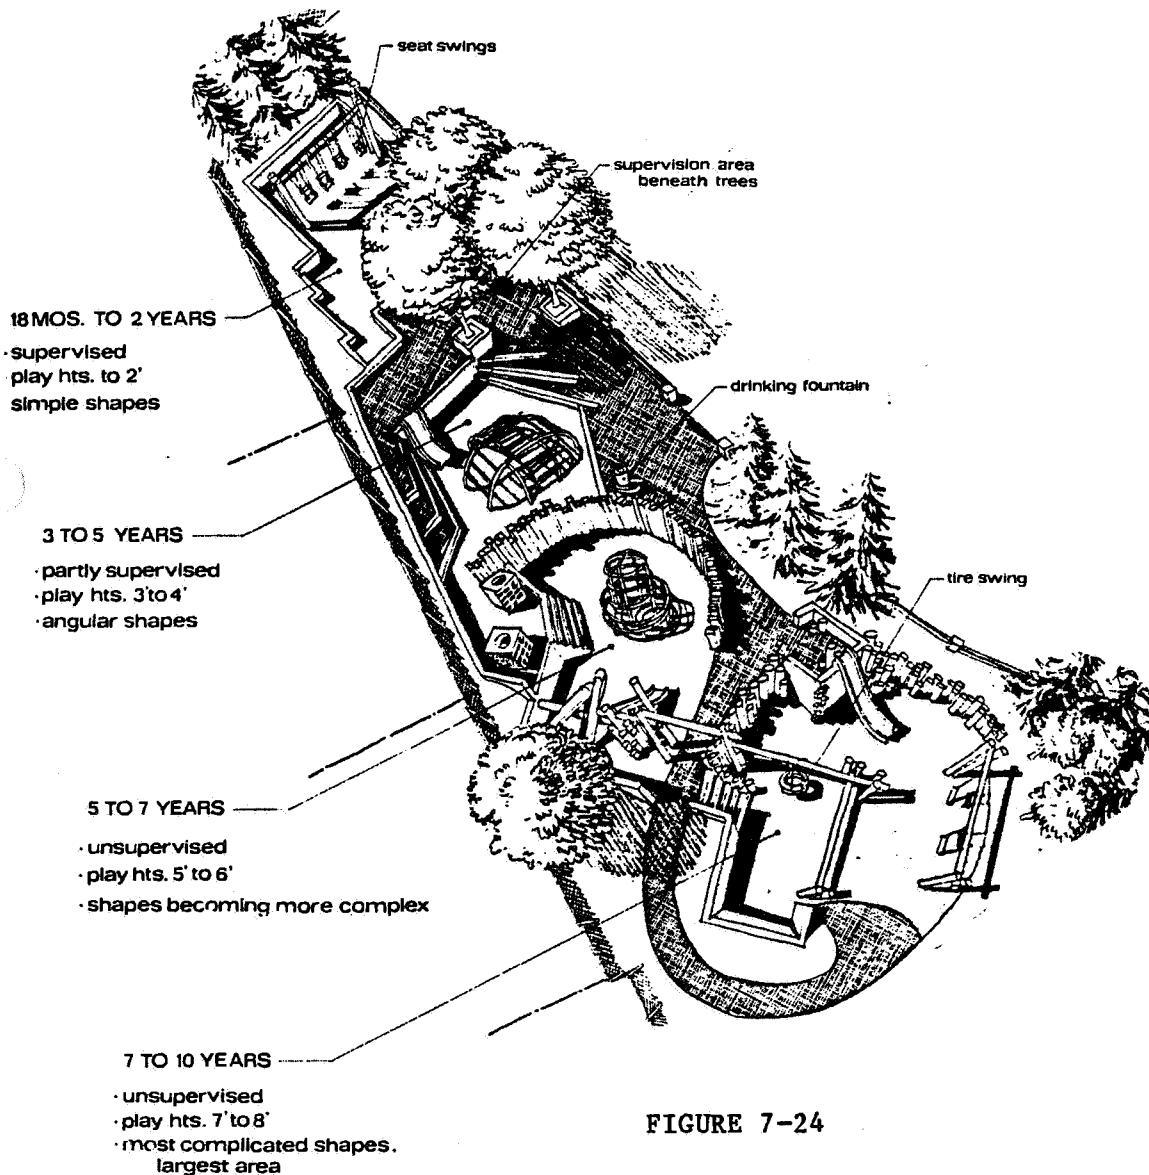 seat swings
supervision area
beneath trees
18 MOS. TO 2 YEARS
· supervised
play hts. to 2'
simple shapes
drinking fountain
3 TO 5 YEARS
· partly supervised
· play hts. 3' to 4'
· angular shapes
tire swing
5 TO 7 YEARS
· unsupervised
· play hts. 5' to 6'
· shapes becoming more complex
7 TO 10 YEARS
· unsupervised
· play hts. 7' to 8'
· most complicated shapes.
largest area
FIGURE 7-24